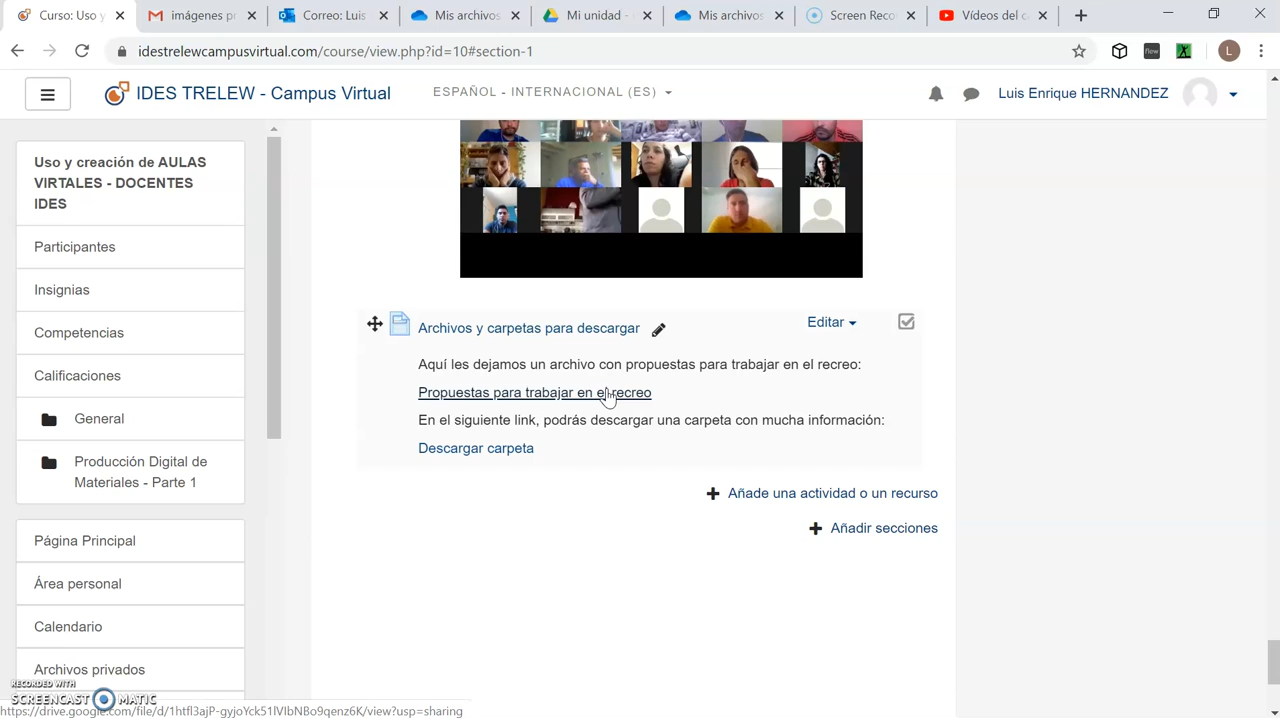 Curso: Uso y
imágenes pr
Correo: Luis
Mis archivos
Mi unidad -
Mis archivos
Screen Reco
Vídeos del c
idestrelewcampusvirtual.com/course/view.php?id=10#section-1
flew
L
IDES TRELEW - Campus Virtual
ESPAÑOL - INTERNACIONAL (ES)
Luis Enrique HERNANDEZ
Uso y creación de AULAS
VIRTALES - DOCENTES
IDES
Participantes
Insignias
Competencias
Calificaciones
General
Producción Digital de
Materiales - Parte 1
Página Principal
Área personal
Calendario
Archivos privados
Archivos y carpetas para descargar
Editar
Aquí les dejamos un archivo con propuestas para trabajar en el recreo:
Propuestas para trabajar en el recreo
En el siguiente link, podrás descargar una carpeta con mucha información:
Descargar carpeta
Añade una actividad o un recurso
Añadir secciones
RECORDED WITH
SCREENCAST MATIC
https://drive.google.com/file/d/1htfl3ajP-gyjoYck51lVIbNBo9qenz6K/view?usp=sharing